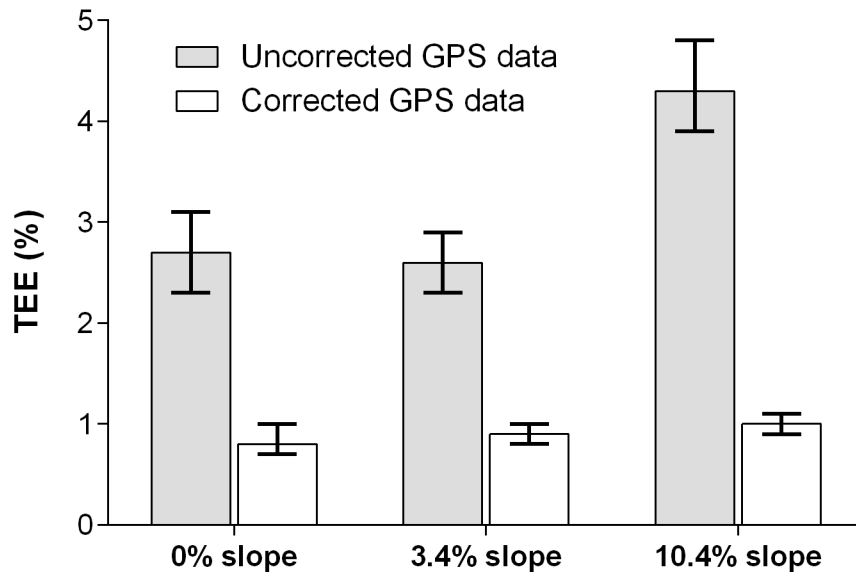 Uncorrected GPS data
Corrected GPS data
TEE (%)
5
4
3
2
1
0
0% slope
3.4% slope
10.4% slope